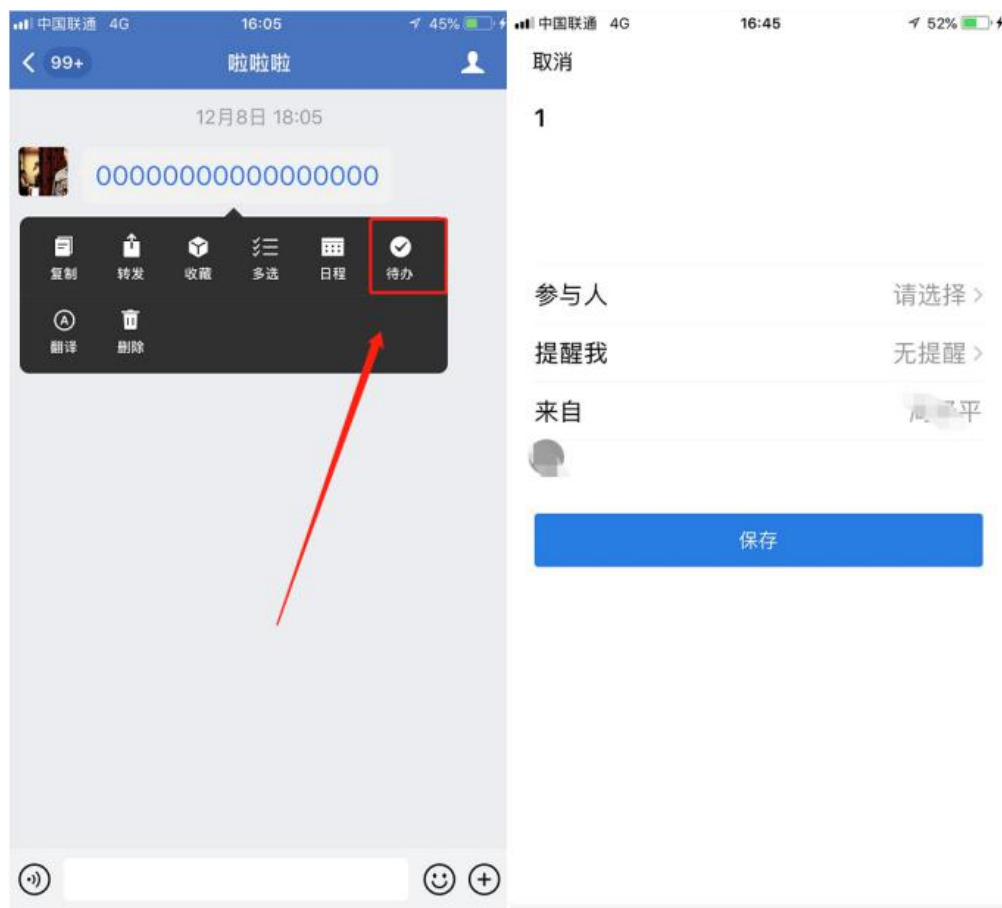 中国联通 4G 16:05 45%
99+ 啦啦啦
12月8日 18:05
00000000000000000
复制 转发 收藏 多选 日程 待办
翻译 删除
中国联通 4G 16:45 52%
取消
1
参与人 请选择
提醒我 无提醒
来自 平
保存